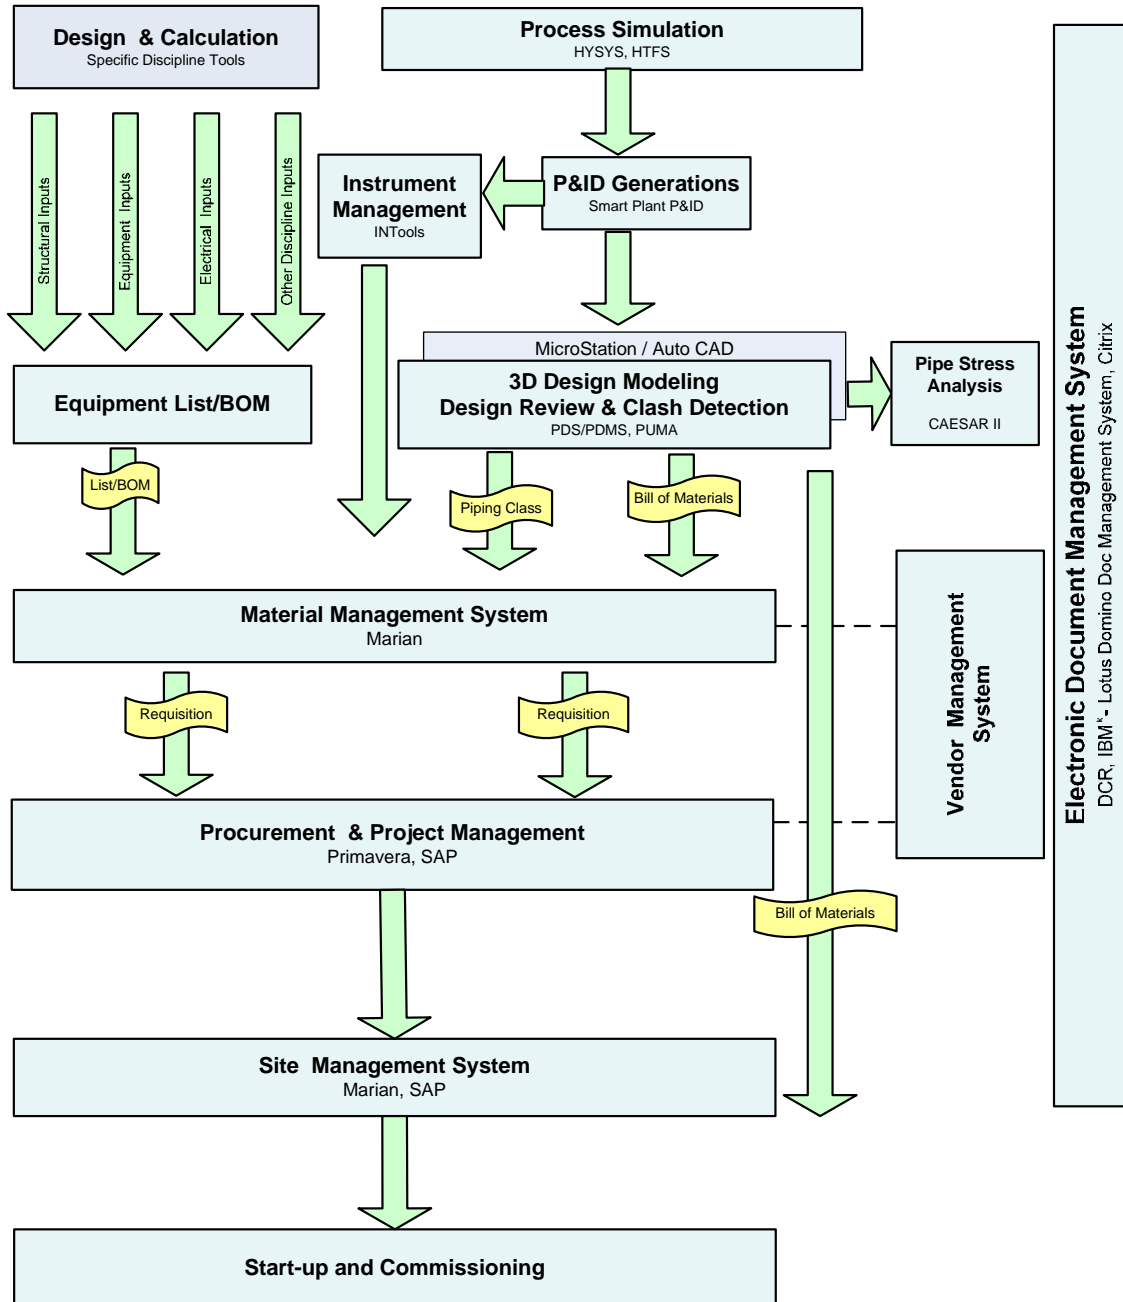 Design & Calculation
Specific Discipline Tools
Process Simulation
HYSYS, HTFS
Structural Inputs
Equipment Inputs
Electrical Inputs
Other Discipline Inputs
Instrument
Management
INTools
P&ID Generations
Smart Plant P&ID
MicroStation / Auto CAD
3D Design Modeling
Design Review & Clash Detection
PDS/PDMS, PUMA
Pipe Stress
Analysis
CAESAR II
Equipment List/BOM
List/BOM
Piping Class
Bill of Materials
Material Management System
Marian
Requisition
Requisition
Vendor Management
System
Procurement & Project Management
Primavera, SAP
Bill of Materials
Site Management System
Marian, SAP
Start-up and Commissioning
Electronic Document Management System
DCR, IBMᵏ- Lotus Domino Doc Management System, Citrix